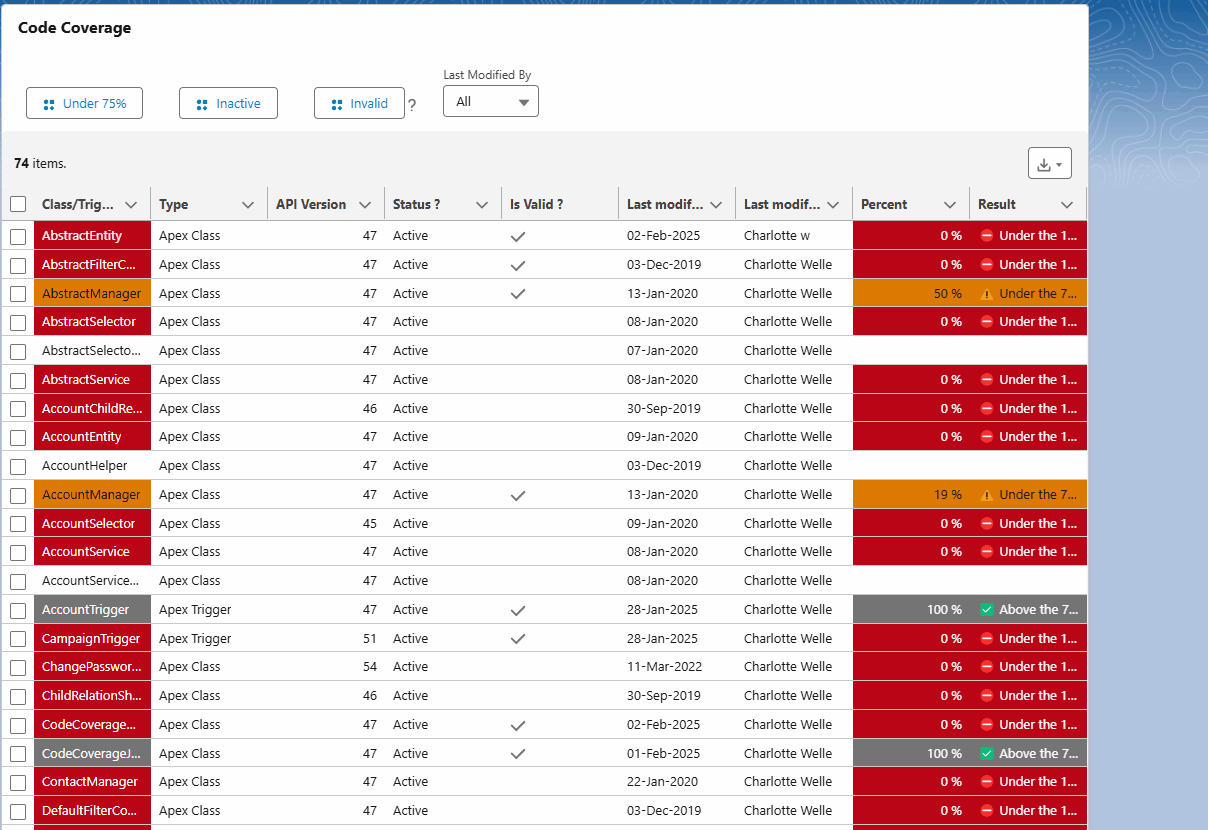 Code Coverage
Last Modified By
Under 75% Inactive Invalid ? All
74 items.
Class/Trig... Type API Version Status ? Is Valid ? Last modif... Last modif... Percent Result
AbstractEntity Apex Class 47 Active 02-Feb-2025 Charlotte w 0 % Under the 1...
AbstractFilterC... Apex Class 47 Active 03-Dec-2019 Charlotte Welle 0 % Under the 1...
AbstractManager Apex Class 47 Active 13-Jan-2020 Charlotte Welle 50 % Under the 7...
AbstractSelector Apex Class 47 Active 08-Jan-2020 Charlotte Welle 0 % Under the 1...
AbstractSelecto... Apex Class 47 Active 07-Jan-2020 Charlotte Welle
AbstractService Apex Class 47 Active 08-Jan-2020 Charlotte Welle 0 % Under the 1...
AccountChildRe... Apex Class 46 Active 30-Sep-2019 Charlotte Welle 0 % Under the 1...
AccountEntity Apex Class 47 Active 09-Jan-2020 Charlotte Welle 0 % Under the 1...
AccountHelper Apex Class 47 Active 03-Dec-2019 Charlotte Welle
AccountManager Apex Class 47 Active 13-Jan-2020 Charlotte Welle 19 % Under the 7...
AccountSelector Apex Class 45 Active 09-Jan-2020 Charlotte Welle 0 % Under the 1...
AccountService Apex Class 47 Active 08-Jan-2020 Charlotte Welle 0 % Under the 1...
AccountService... Apex Class 47 Active 08-Jan-2020 Charlotte Welle
AccountTrigger Apex Trigger 47 Active 28-Jan-2025 Charlotte Welle 100 % Above the 7...
CampaignTrigger Apex Trigger 51 Active 28-Jan-2025 Charlotte Welle 0 % Under the 1...
ChangePasswor... Apex Class 54 Active 11-Mar-2022 Charlotte Welle 0 % Under the 1...
ChildRelationSh... Apex Class 46 Active 30-Sep-2019 Charlotte Welle 0 % Under the 1...
CodeCoverage... Apex Class 47 Active 02-Feb-2025 Charlotte Welle 0 % Under the 1...
CodeCoverageJ... Apex Class 47 Active 01-Feb-2025 Charlotte Welle 100 % Above the 7...
ContactManager Apex Class 47 Active 22-Jan-2020 Charlotte Welle 0 % Under the 1...
DefaultFilterCo... Apex Class 47 Active 03-Dec-2019 Charlotte Welle 0 % Under the 1...